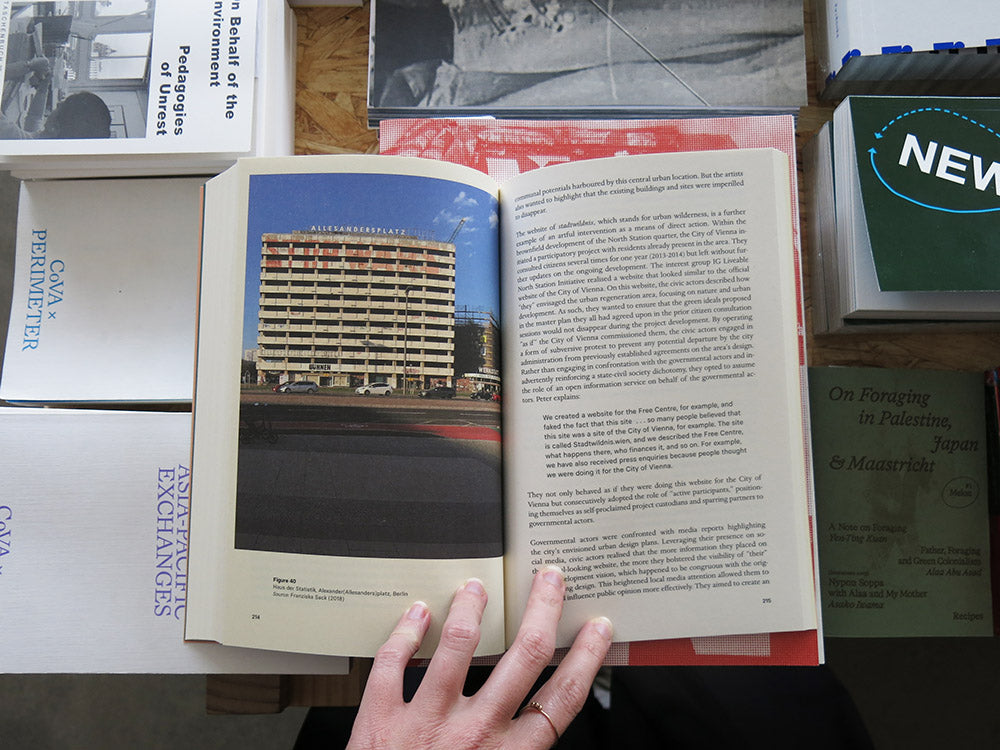 TASCHENBUCH
On Behalf of the
Environment
Pedagogies
of Unrest
COVA ×
PERIMETER
ASIA-PACIFIC
EXCHANGES
COVA ×
NEW
ALLESANDERSPLATZ
Figure 40
Haus der Statistik, Alexander(Allesanders)platz, Berlin
Source: Franziska Sack (2018)
214
communal potentials harboured by this central urban location. But the artists
also wanted to highlight that the existing buildings and sites were imperilled
to disappear.
The website of stadtwildnis, which stands for urban wilderness, is a further
example of an artful intervention as a means of direct action. Within the
brownfield development of the North Station quarter, the City of Vienna in-
itiated a participatory project with residents already present in the area. They
consulted citizens several times for one year (2013-2014) but left without fur-
ther updates on the ongoing development. The interest group IG Liveable
North Station Initiative realised a website that looked similar to the official
website of the City of Vienna. On this website, the civic actors described how
"they" envisaged the urban regeneration area, focusing on nature and urban
development. As such, they wanted to ensure that the green ideals proposed
in the master plan they all had agreed upon in the prior citizen consultation
sessions would not disappear during the project development. By operating
"as if" the City of Vienna commissioned them, the civic actors engaged in
a form of subversive protest to prevent any potential departure by the city
administration from previously established agreements on the area's design.
Rather than engaging in confrontation with the governmental actors and in-
advertently reinforcing a state-civil society dichotomy, they opted to assume
the role of an open information service on behalf of the governmental ac-
tors. Peter explains:
We created a website for the Free Centre, for example, and
faked the fact that this site . . . so many people believed that
this site was a site of the City of Vienna, for example. The site
is called Stadtwildnis.wien, and we described the Free Centre,
what happens there, who finances it, and so on. For example,
we have also received press enquiries because people thought
we were doing it for the City of Vienna.
They not only behaved as if they were doing this website for the City of
Vienna but consecutively adopted the role of "active participants," position-
ing themselves as self-proclaimed project custodians and sparring partners to
governmental actors.
Governmental actors were confronted with media reports highlighting
the city's envisioned urban design plans. Leveraging their presence on so-
cial media, civic actors realised that the more information they placed on
the looking website, the more they bolstered the visibility of "their"
development vision, which happened to be congruous with the orig-
design. This heightened local media attention allowed them to
influence public opinion more effectively. They aimed to create an
215
On Foraging
in Palestine,
Japan
& Maastricht
#1
Melon
A Note on Foraging
Yen-Ting Kuan
Father, Foraging
and Green Colonialism
Alaa Abu Asad
Nypon Soppa
with Alaa and My Mother
Asako Iwama
Recipes